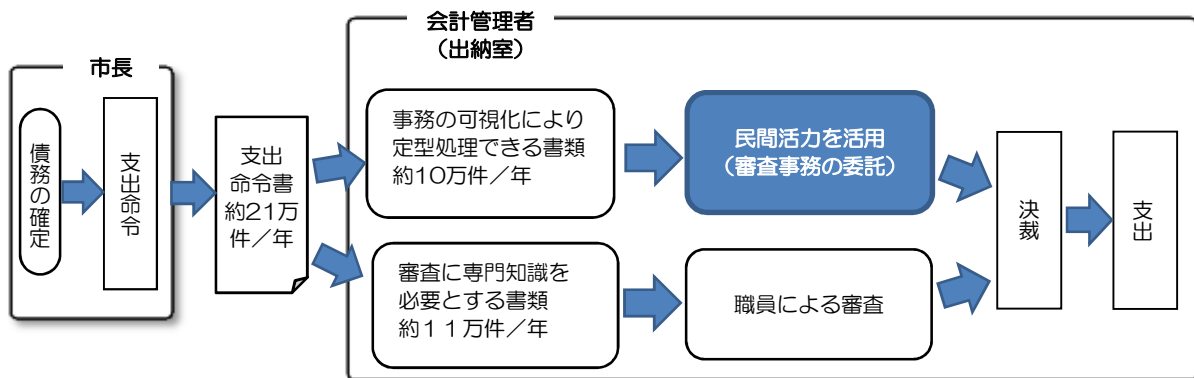 会計管理者
（出納室）
市長
債務の確定
支出命令
支出
命令書
約21万
件／年
事務の可視化により
定型処理できる書類
約10万件／年
民間活力を活用
（審査事務の委託）
審査に専門知識を
必要とする書類
約１１万件／年
職員による審査
決裁
支出